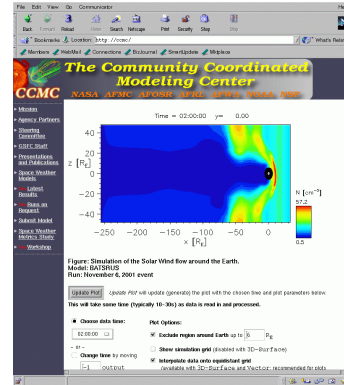 File Edit View Go Communicator
Back Forward Reload Home Search Netscape Print Security Shop Stop
Bookmarks Location: http://ccmc/ What's Rela
Members WebMail Connections BizJournal SmartUpdate Mktplace
The Community Coordinated
Modeling Center
CCMC
NASA AFMC AFOSR AFRL AFWA NOAA NSF
Mission
Agency Partners
Steering
Committee
GSFC Staff
Presentations
and Publications
Space Weather
Models
Latest
Results
Runs on
Request
Submit Model
Space Weather
Metrics Study
Workshop
Time = 02:00:00 y= 0.00
z [RE]
40
20
0
-20
-40
-250 -200 -150 -100 -50 0
x [RE]
N [cm-3]
57.2
0.5
Figure: Simulation of the Solar Wind flow around the Earth.
Model: BATSRUS
Run: November 6, 2001 event
Update Plot Update Plot will update (generate) the plot with the chosen time and plot parameters below.
This will take some time (typically 10-30s) as data is read in and processed.
Choose data time:
02:00:00
- or -
Change time by moving
-1 output
Plot Options:
Exclude region around Earth up to 6 RE
Show simulation grid (disabled with 3D-Surface)
Interpolate data onto equidistant grid
(available with 3D-Surface and Vector; recommended for plots